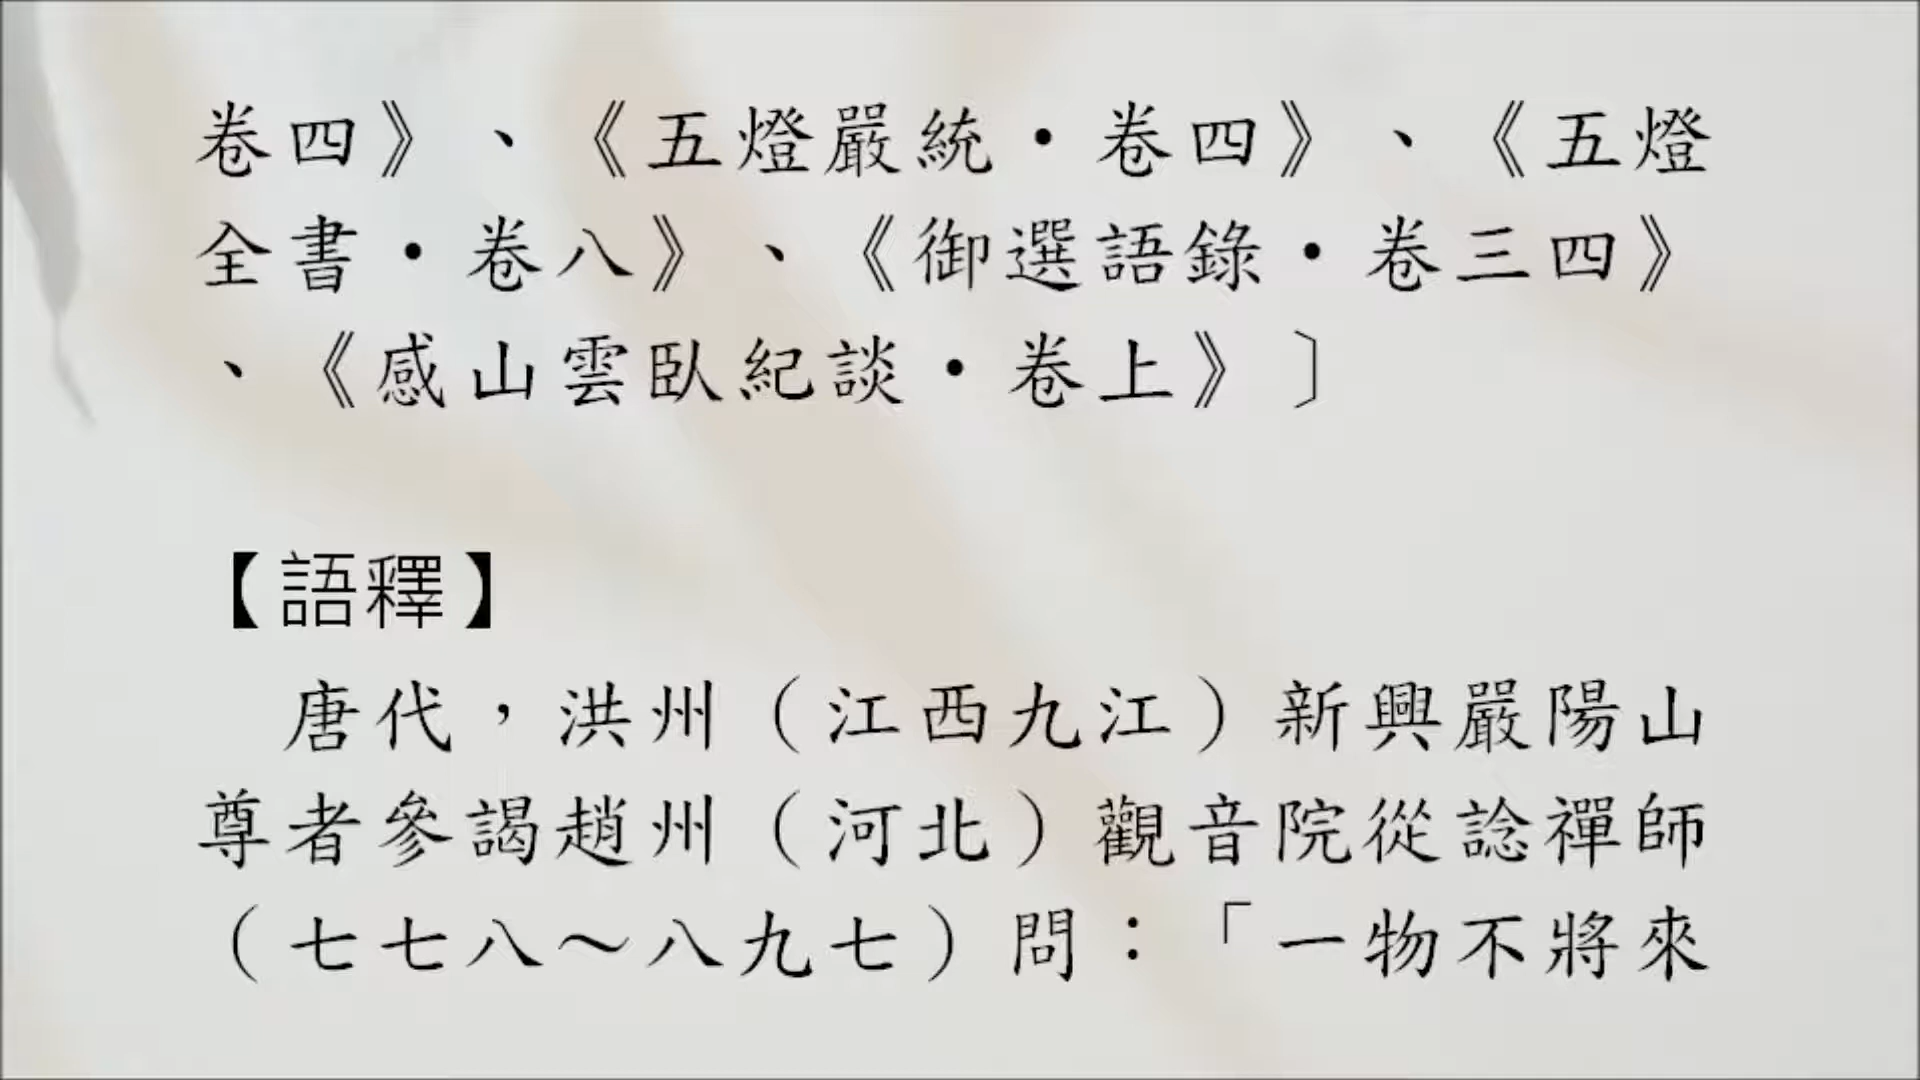 卷四》、《五燈嚴統‧卷四》、《五燈
全書‧卷八》、《御選語錄‧卷三四》
、《感山雲臥紀談‧卷上》〕
【語釋】
唐代，洪州（江西九江）新興嚴陽山
尊者參謁趙州（河北）觀音院從諗禪師
（七七八～八九七）問：「一物不將來